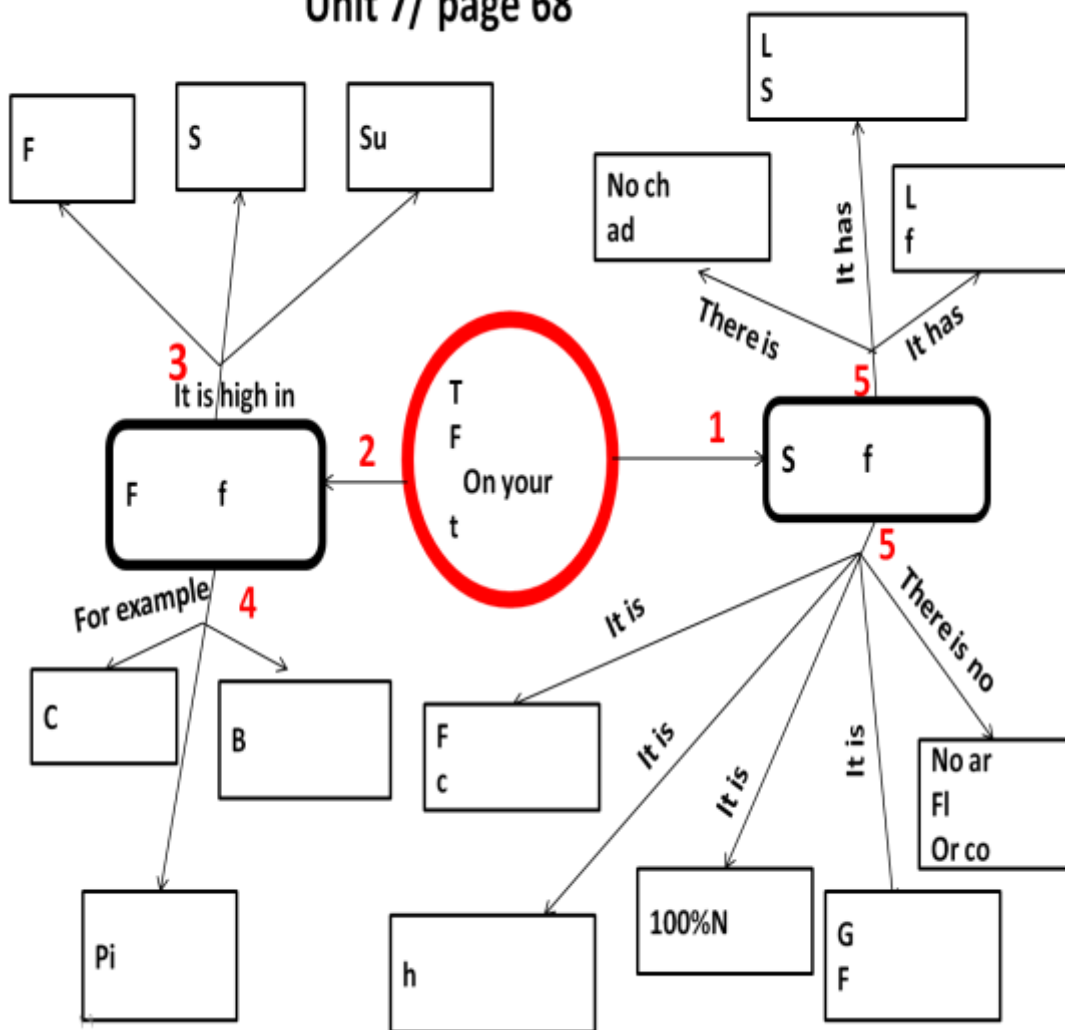 Unit 7/ page 68
L
S
F
S
Su
No ch
ad
L
f
It has
There is
It has
3
It is high in
5
T
F
On your
t
2
1
F f
S f
For example
4
5
It is
There is no
C
B
F
c
It is
It is
It is
No ar
Fl
Or co
Pi
h
100%N
G
F